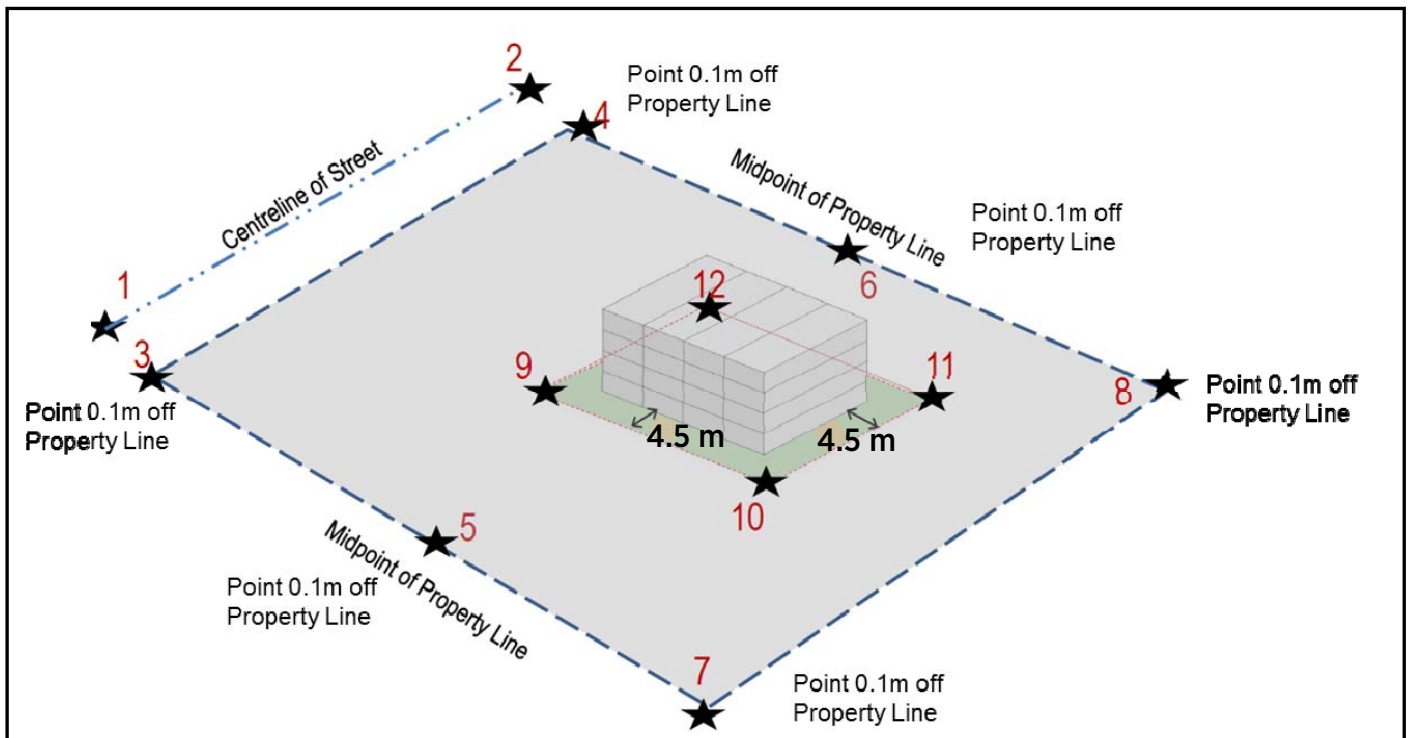 2
Point 0.1m off
Property Line
4
Midpoint of Property Line
Centreline of Street
Point 0.1m off
Property Line
1
6
12
3
9
11
8
Point 0.1m off
Property Line
Point 0.1m off
Property Line
4.5 m
4.5 m
10
5
Midpoint of Property Line
Point 0.1m off
Property Line
7
Point 0.1m off
Property Line